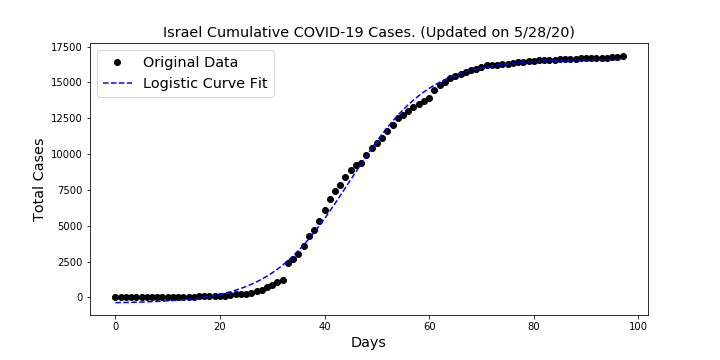 Israel Cumulative COVID-19 Cases. (Updated on 5/28/20)
Original Data
Logistic Curve Fit
Total Cases
17500
15000
12500
10000
7500
5000
2500
0
0 20 40 60 80 100
Days